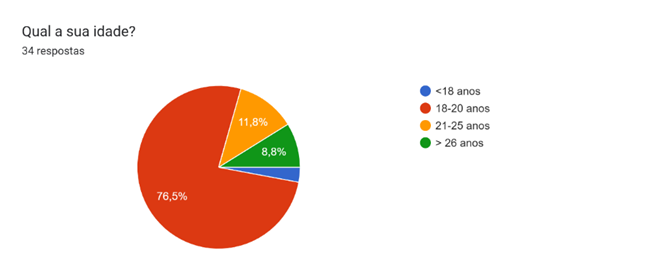 Qual a sua idade?
34 respostas
<18 anos
18-20 anos
21-25 anos
> 26 anos
11,8%
8,8%
76,5%